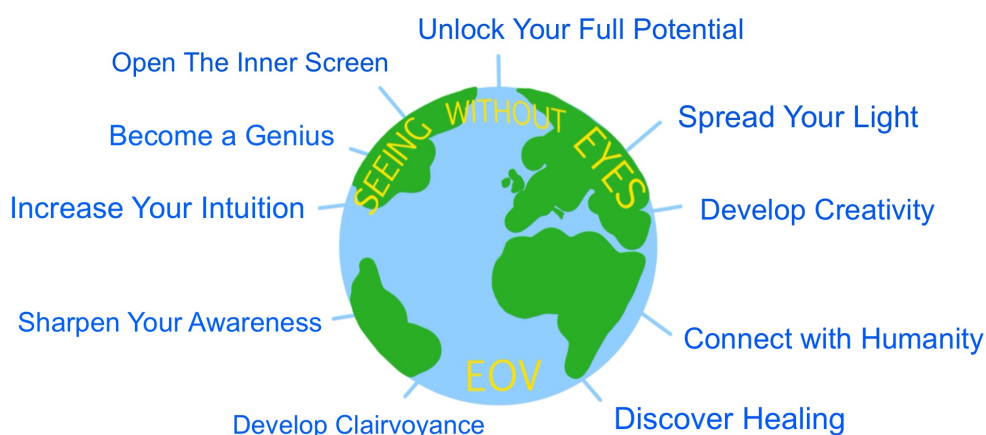 Unlock Your Full Potential
Open The Inner Screen
Become a Genius
Increase Your Intuition
Sharpen Your Awareness
Develop Clairvoyance
SEEING WITHOUT EYES
EOV
Spread Your Light
Develop Creativity
Connect with Humanity
Discover Healing